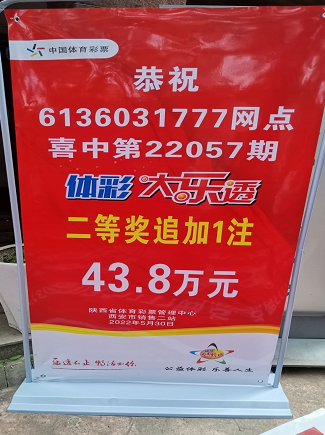 中国体育彩票
恭祝
6136031777网点
喜中第22057期
体彩 大乐透
二等奖追加1注
43.8万元
陕西省体育彩票管理中心
西安市销售二站
2022年5月30日
公益体彩 乐善人生